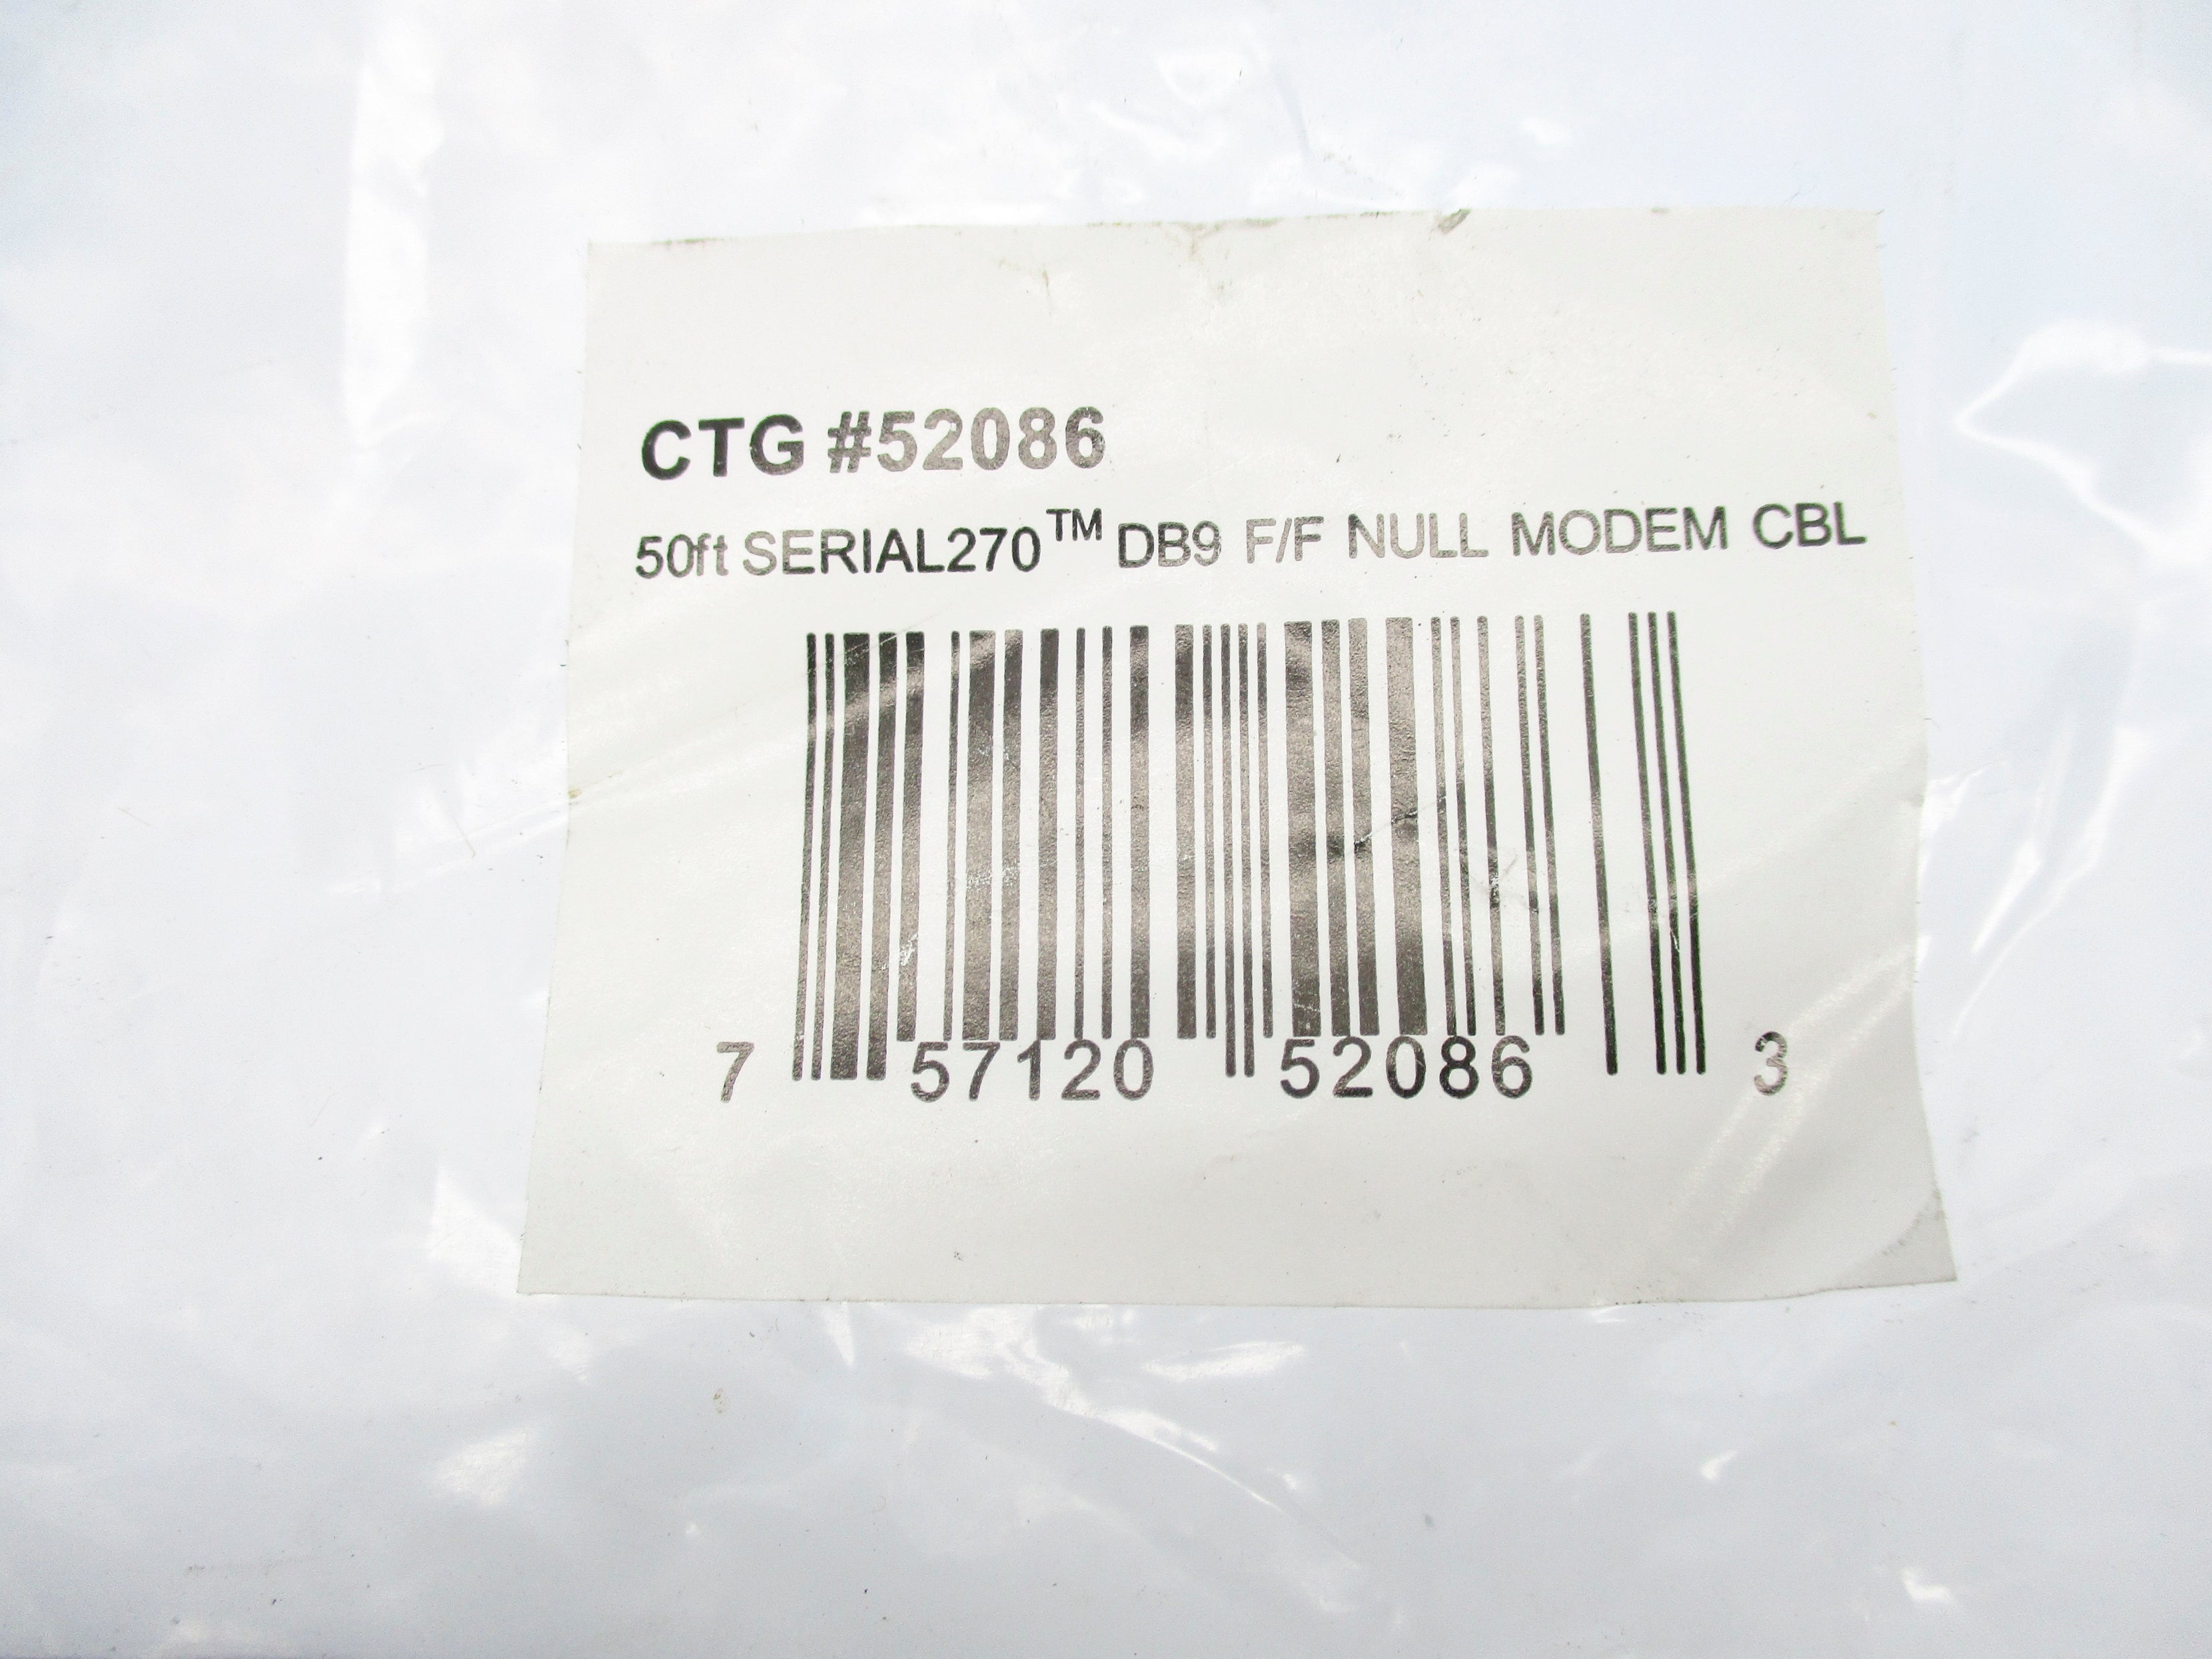 CTG #52086
50ft SERIAL270™ DB9 F/F NULL MODEM CBL
7 57120 52086 3